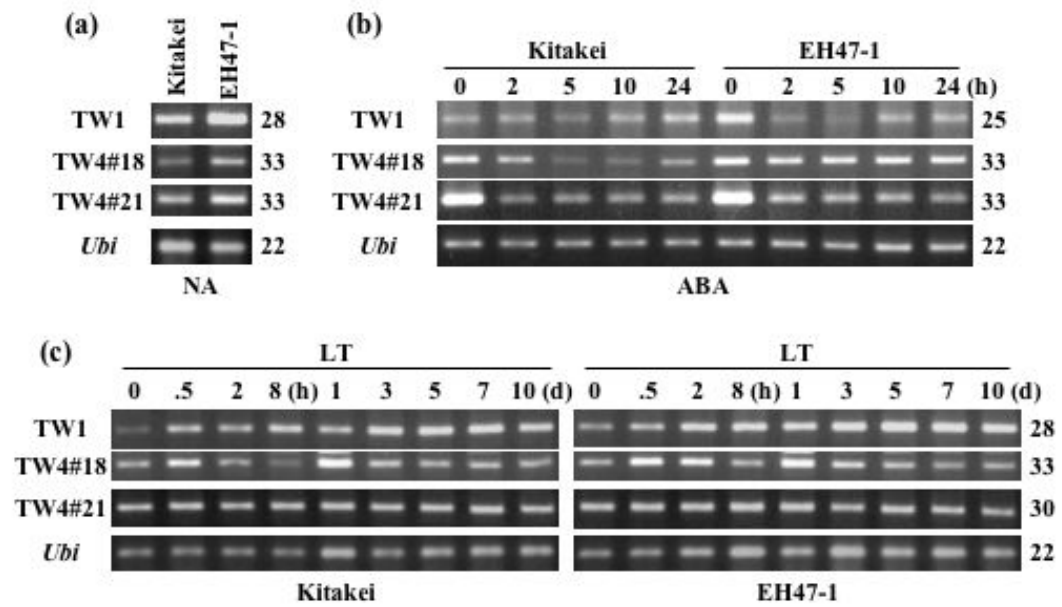 (a)
Kitakei EH47-1
TW1 28
TW4#18 33
TW4#21 33
Ubi 22
NA
(b)
Kitakei EH47-1
0 2 5 10 24 0 2 5 10 24 (h)
TW1 25
TW4#18 33
TW4#21 33
Ubi 22
ABA
(c)
LT LT
0 .5 2 8 (h) 1 3 5 7 10 (d) 0 .5 2 8 (h) 1 3 5 7 10 (d)
TW1 28
TW4#18 33
TW4#21 30
Ubi 22
Kitakei EH47-1